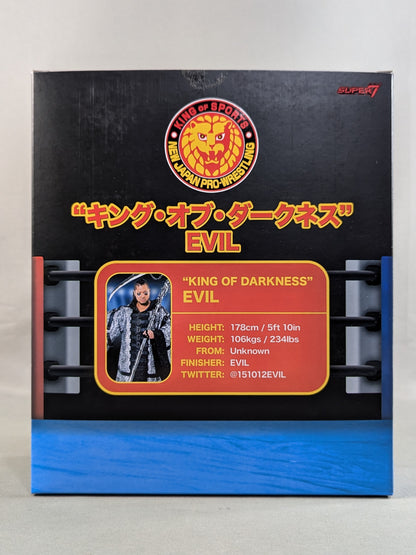 SUPER7
KING OF SPORTS
NEW JAPAN PRO-WRESTLING
“キング・オブ・ダークネス”
EVIL
“KING OF DARKNESS”
EVIL
HEIGHT: 178cm / 5ft 10in
WEIGHT: 106kgs / 234lbs
FROM: Unknown
FINISHER: EVIL
TWITTER: @151012EVIL